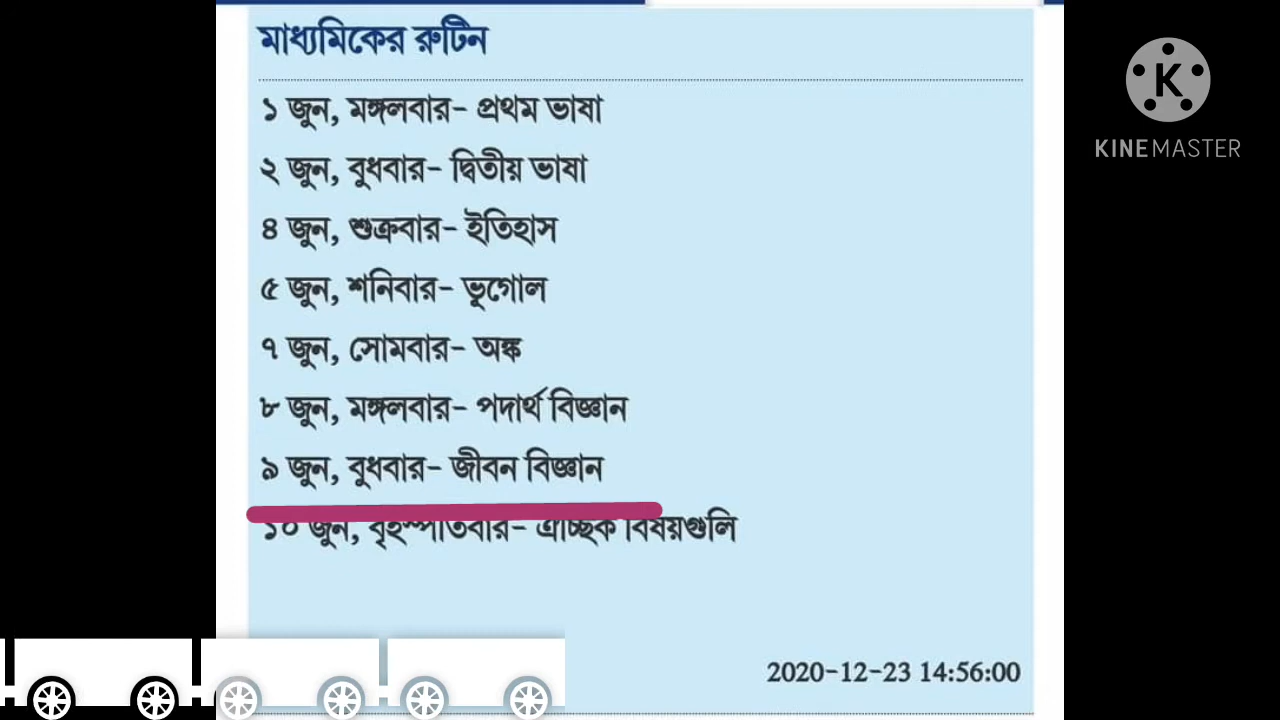 মাধ্যমিকের রুটিন
১ জুন, মঙ্গলবার- প্রথম ভাষা
২ জুন, বুধবার- দ্বিতীয় ভাষা
৪ জুন, শুক্রবার- ইতিহাস
৫ জুন, শনিবার- ভূগোল
৭ জুন, সোমবার- অঙ্ক
৮ জুন, মঙ্গলবার- পদার্থ বিজ্ঞান
৯ জুন, বুধবার- জীবন বিজ্ঞান
১০ জুন, বৃহস্পতিবার- ঐচ্ছিক বিষয়গুলি
2020-12-23 14:56:00
K
KINEMASTER